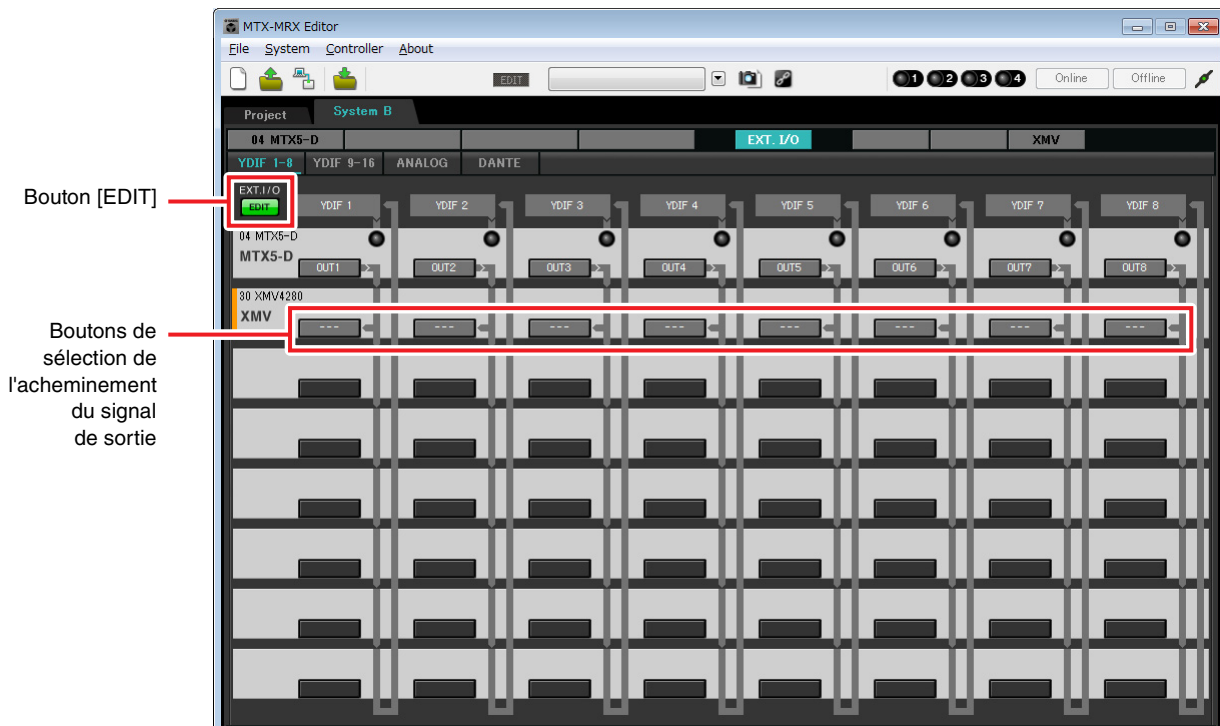 MTX-MRX Editor
File System Controller About
EDIT 1 2 3 4 Online Offline
Project System B
04 MTX5-D EXT. I/O XMV
YDIF 1-8 YDIF 9-16 ANALOG DANTE
Bouton [EDIT]
EXT.I/O
EDIT YDIF 1 YDIF 2 YDIF 3 YDIF 4 YDIF 5 YDIF 6 YDIF 7 YDIF 8
04 MTX5-D
MTX5-D OUT1 OUT2 OUT3 OUT4 OUT5 OUT6 OUT7 OUT8
30 XMV4280
XMV --- --- --- --- --- --- --- ---
Boutons de
sélection de
l'acheminement
du signal
de sortie